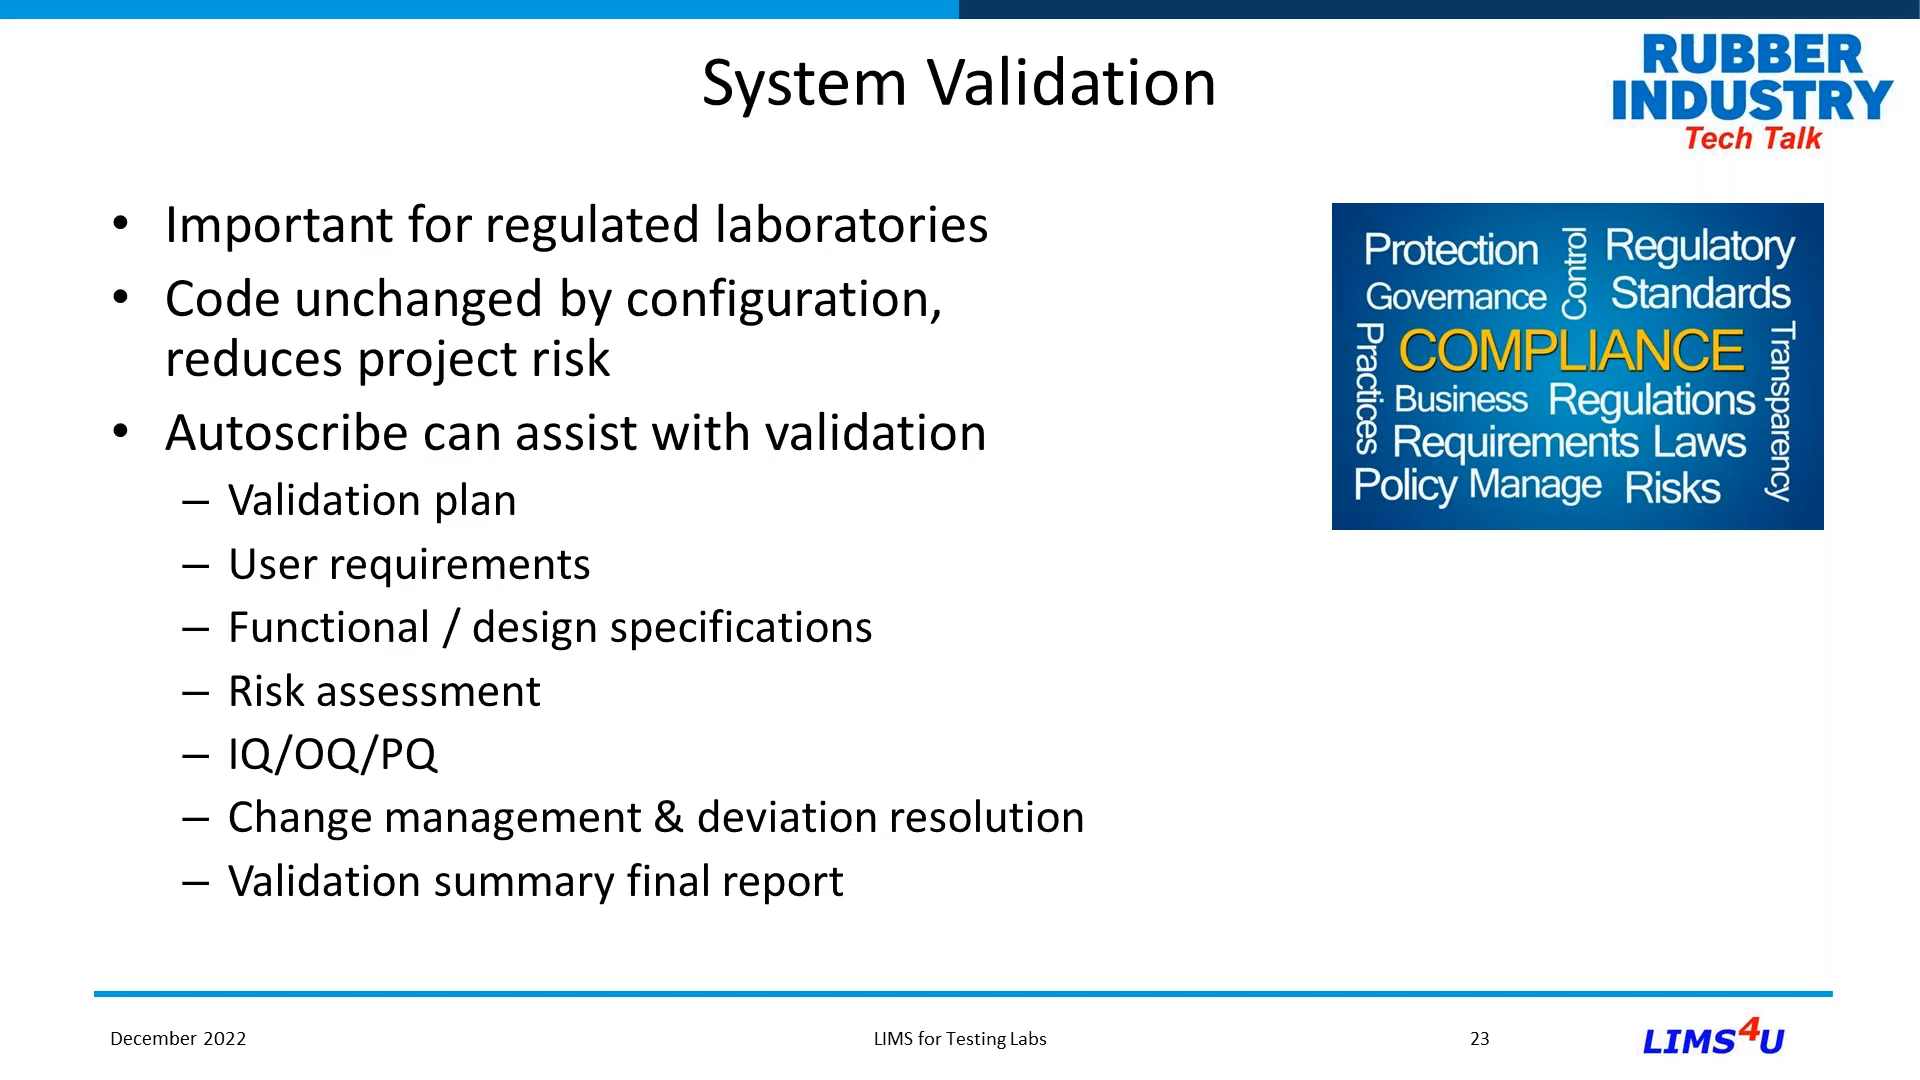 System Validation
RUBBER
INDUSTRY
Tech Talk
• Important for regulated laboratories
• Code unchanged by configuration,
reduces project risk
• Autoscribe can assist with validation
– Validation plan
– User requirements
– Functional / design specifications
– Risk assessment
– IQ/OQ/PQ
– Change management & deviation resolution
– Validation summary final report
Protection
Control
Regulatory
Governance
Standards
Practices
COMPLIANCE
Transparency
Business Regulations
Requirements Laws
Policy Manage Risks
December 2022
LIMS for Testing Labs
23
LIMS4U